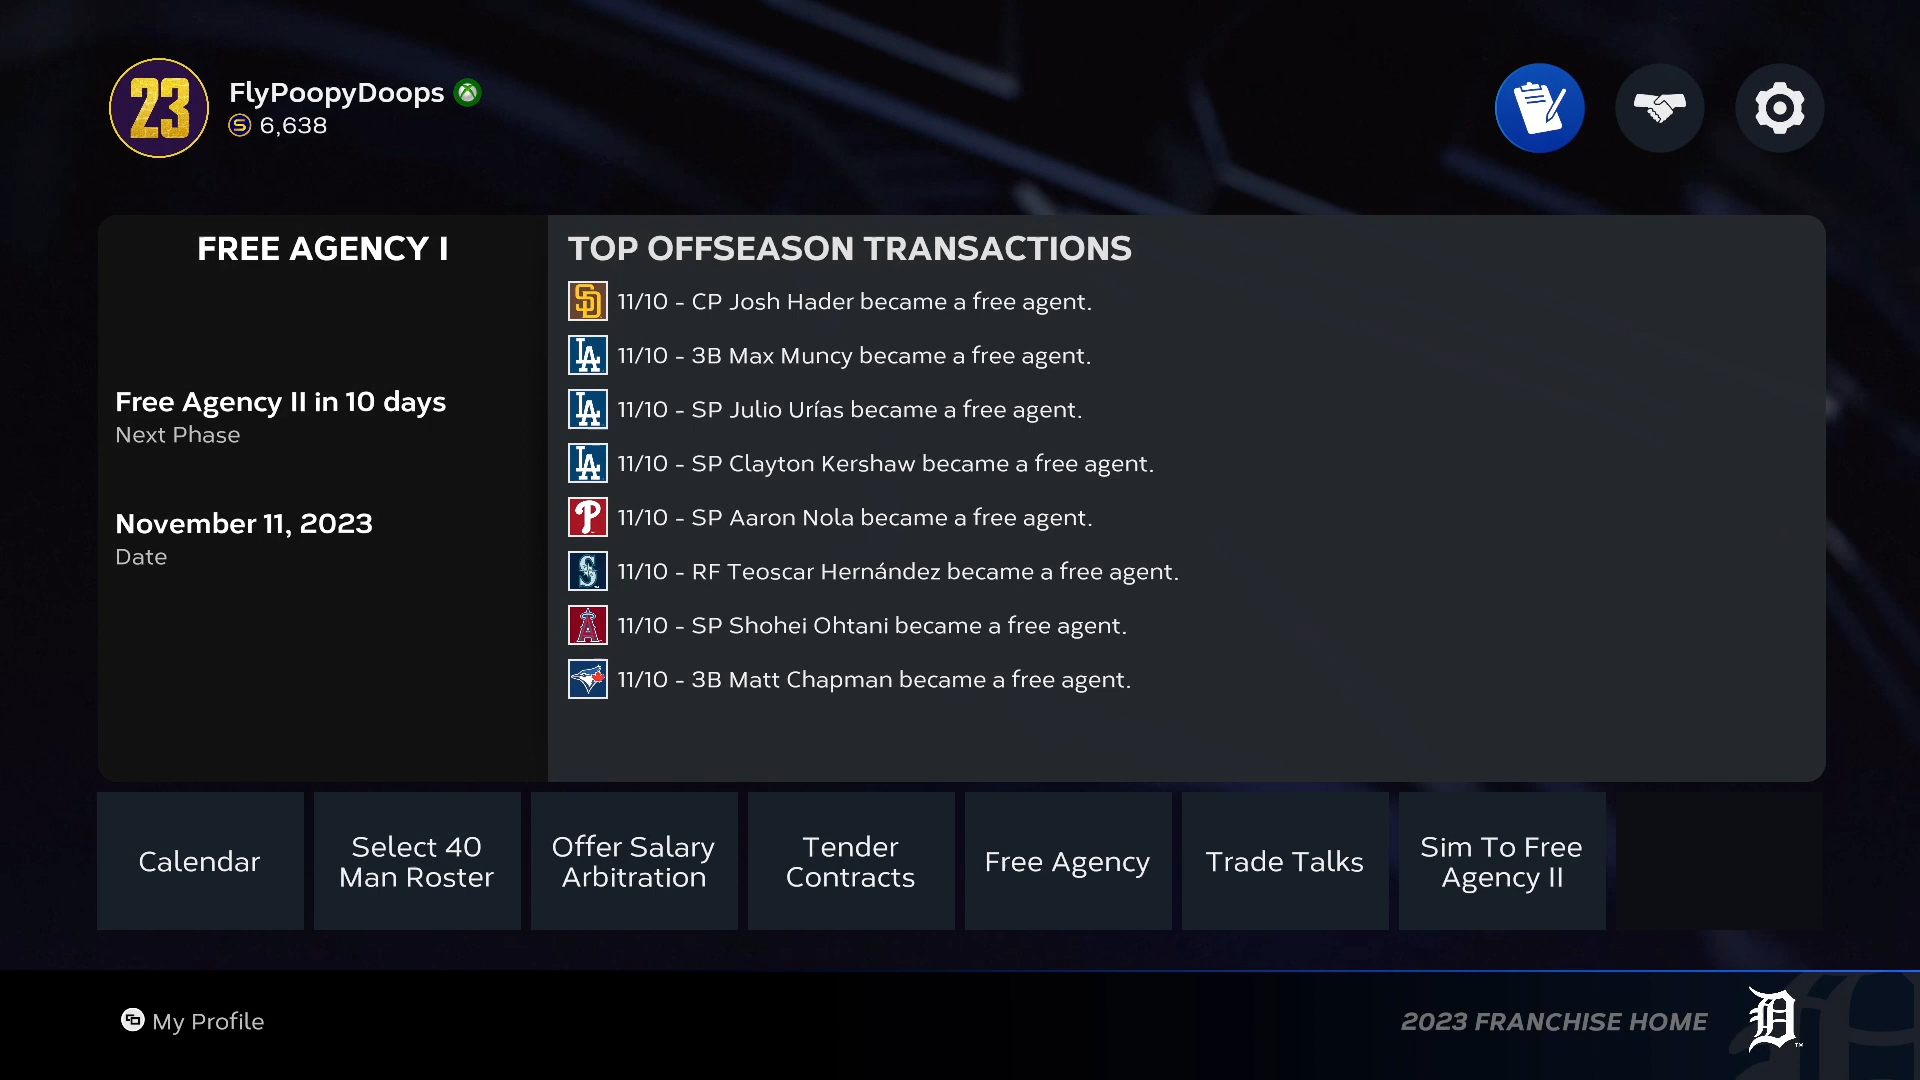 23
FlyPoopyDoops
S 6,638
FREE AGENCY I
Free Agency II in 10 days
Next Phase
November 11, 2023
Date
TOP OFFSEASON TRANSACTIONS
SD 11/10 - CP Josh Hader became a free agent.
LA 11/10 - 3B Max Muncy became a free agent.
LA 11/10 - SP Julio Urías became a free agent.
LA 11/10 - SP Clayton Kershaw became a free agent.
P 11/10 - SP Aaron Nola became a free agent.
S 11/10 - RF Teoscar Hernández became a free agent.
A 11/10 - SP Shohei Ohtani became a free agent.
11/10 - 3B Matt Chapman became a free agent.
Calendar
Select 40
Man Roster
Offer Salary
Arbitration
Tender
Contracts
Free Agency
Trade Talks
Sim To Free
Agency II
My Profile
2023 FRANCHISE HOME
D TM